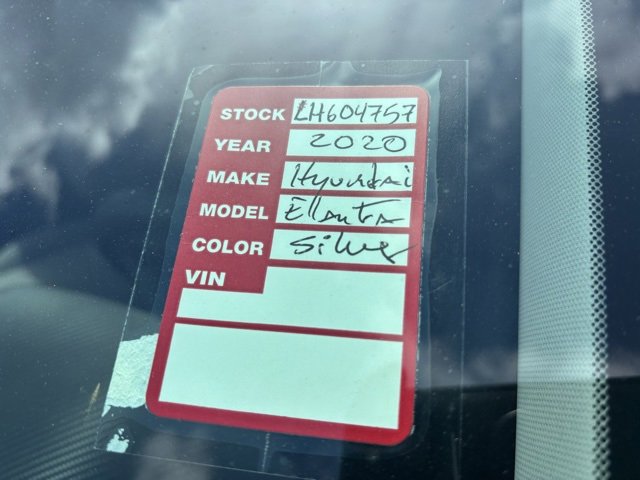 STOCK LH604757
YEAR 2020
MAKE Hyundai
MODEL Elantra
COLOR Silver
VIN